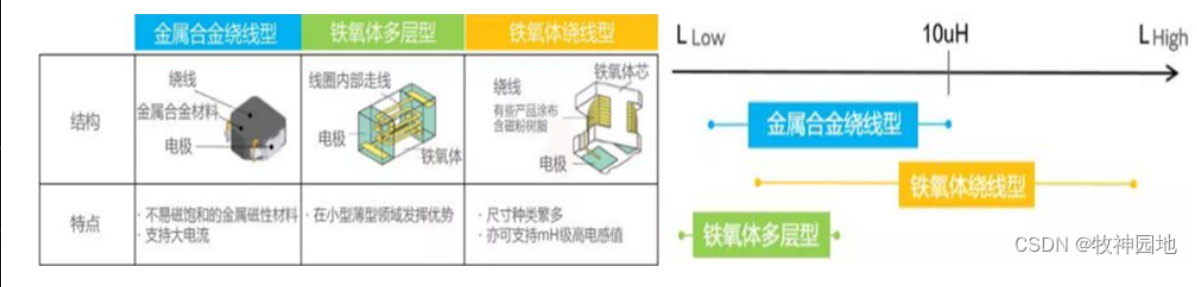 金属合金绕线型
铁氧体多层型
铁氧体绕线型
结构
绕线
金属合金材料
电极
线圈内部走线
电极
铁氧体
铁氧体芯
绕线
有些产品涂布
含磁粉树脂
电极
特点
·不易磁饱和的金属磁性材料
·支持大电流
·在小型薄型领域发挥优势
·尺寸种类繁多
·亦可支持mH级高电感值
L Low
10uH
L High
金属合金绕线型
铁氧体绕线型
铁氧体多层型
CSDN @牧神园地